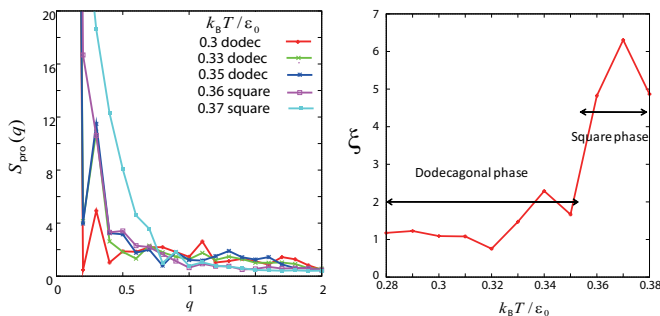 20
16
12
8
4
0
0
0.5
1
1.5
2
S_pro(q)
q
k_B T / ε_0
0.3 dodec
0.33 dodec
0.35 dodec
0.36 square
0.37 square
7
6
5
4
3
2
1
0
0.28
0.3
0.32
0.34
0.36
0.38
ξ
k_B T / ε_0
Square phase
Dodecagonal phase